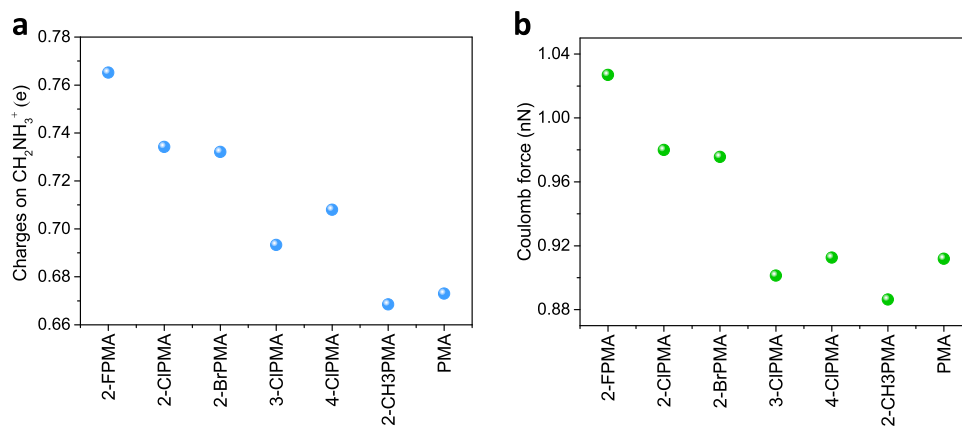 a
0.78
0.76
0.74
0.72
0.70
0.68
0.66
Charges on CH₂NH₃⁺ (e)
2-FPMA
2-ClPMA
2-BrPMA
3-ClPMA
4-ClPMA
2-CH3PMA
PMA
b
1.04
1.00
0.96
0.92
0.88
Coulomb force (nN)
2-FPMA
2-ClPMA
2-BrPMA
3-ClPMA
4-ClPMA
2-CH3PMA
PMA